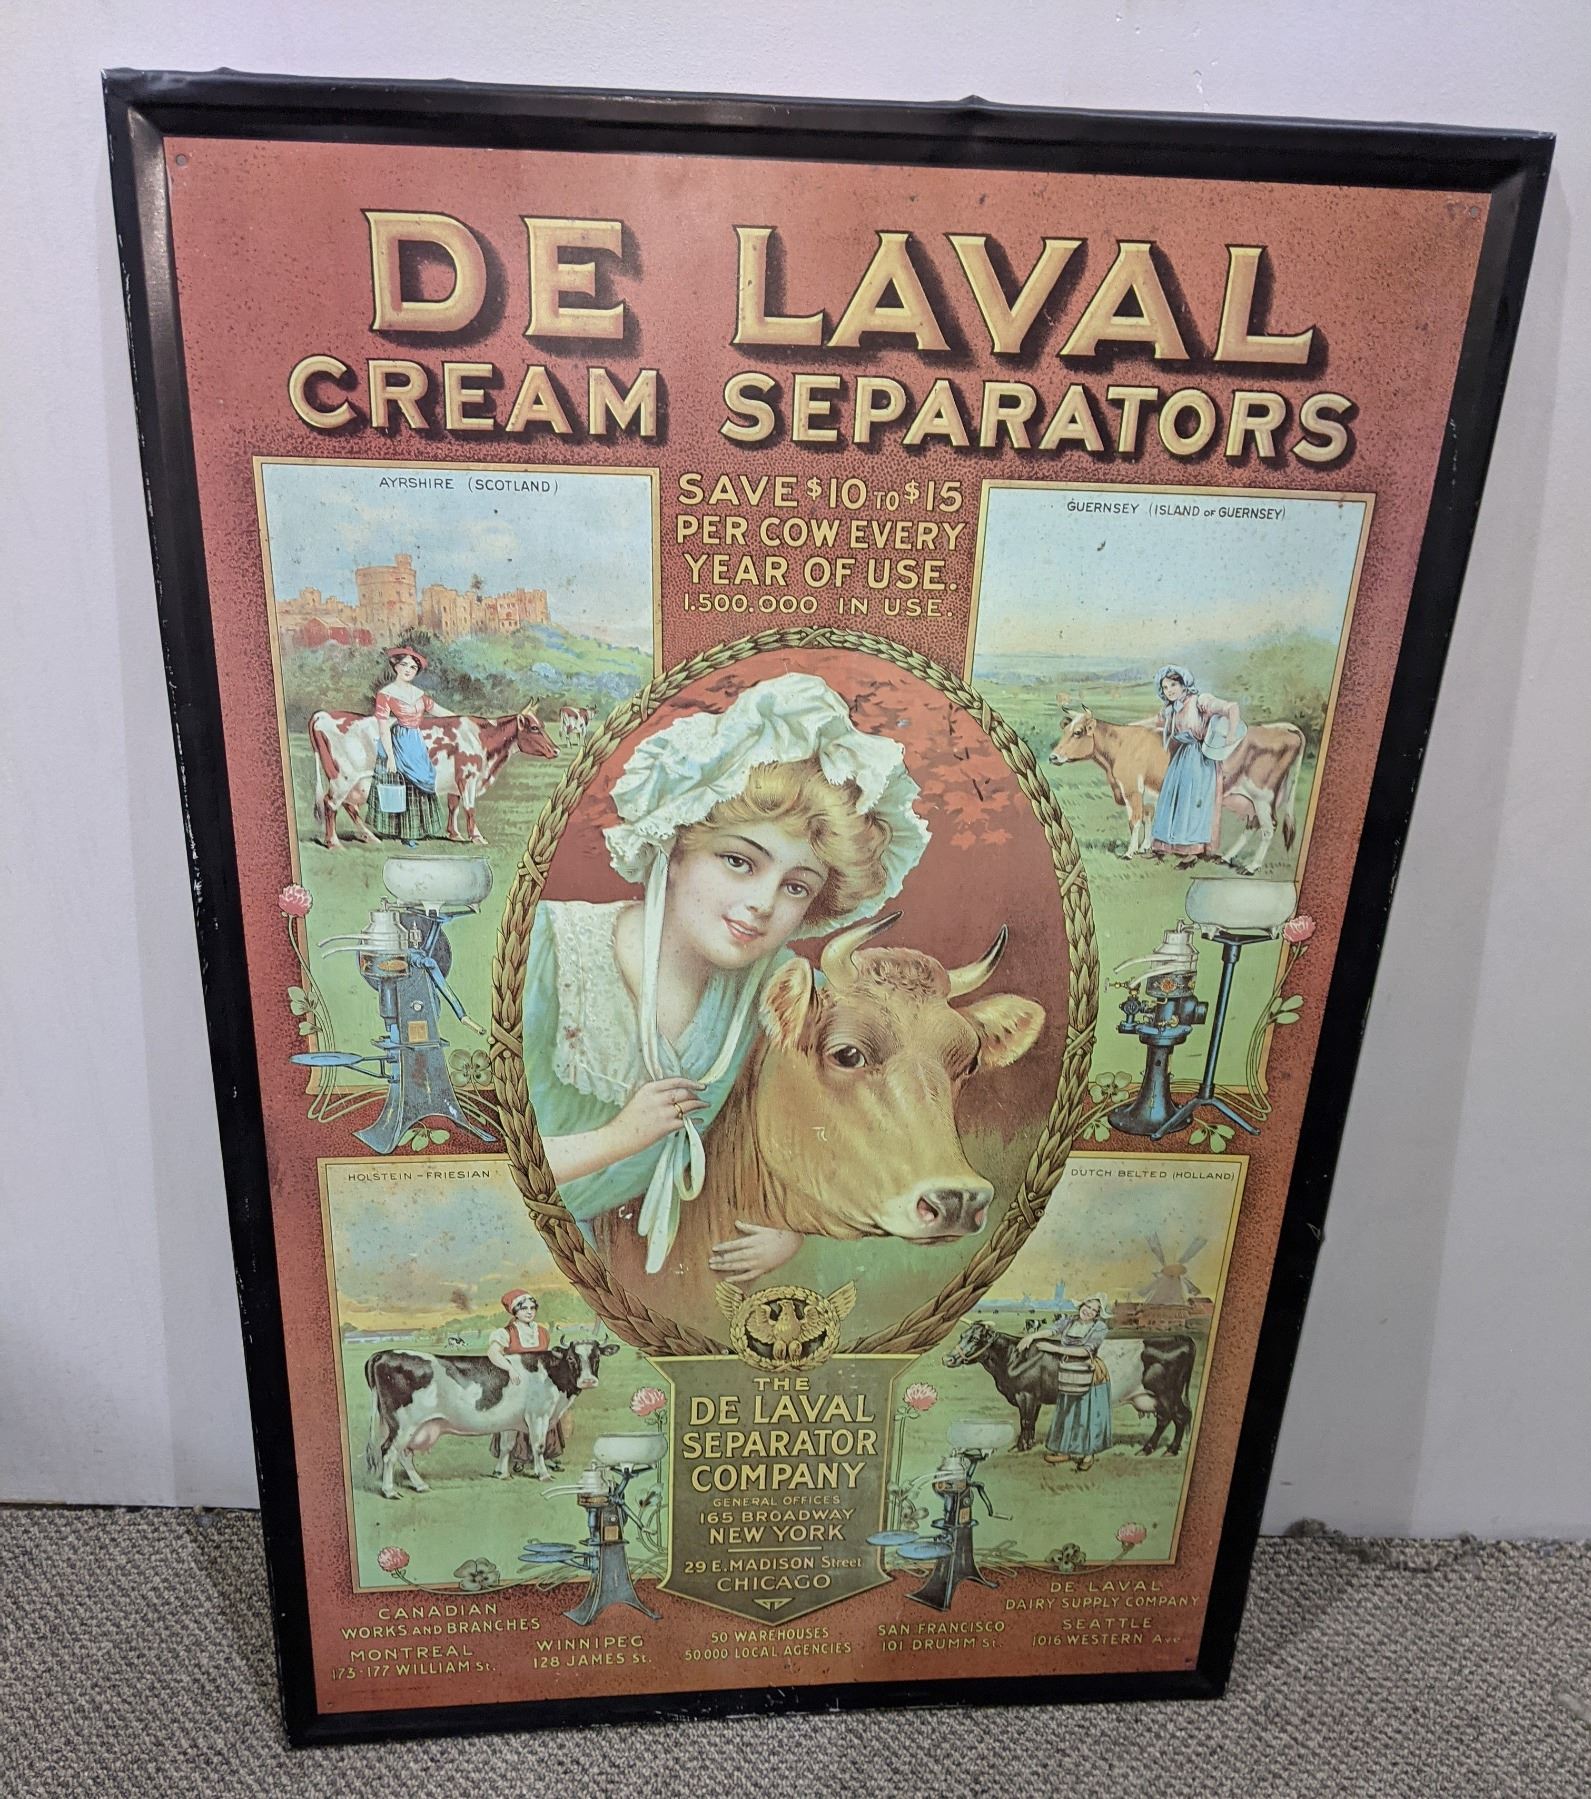 DE LAVAL
CREAM SEPARATORS
AYRSHIRE (SCOTLAND)
SAVE $10 TO $15
PER COW EVERY
YEAR OF USE.
1.500.000 IN USE.
GUERNSEY (ISLAND OF GUERNSEY)
HOLSTEIN-FRIESIAN
DUTCH BELTED (HOLLAND)
THE
DE LAVAL
SEPARATOR
COMPANY
GENERAL OFFICES
165 BROADWAY
NEW YORK
29 E. MADISON Street
CHICAGO
CANADIAN
WORKS AND BRANCHES
MONTREAL
173-177 WILLIAM St.
WINNIPEG
128 JAMES St.
50 WAREHOUSES
50.000 LOCAL AGENCIES
SAN FRANCISCO
101 DRUMM St.
DE LAVAL
DAIRY SUPPLY COMPANY
SEATTLE
1016 WESTERN Ave.